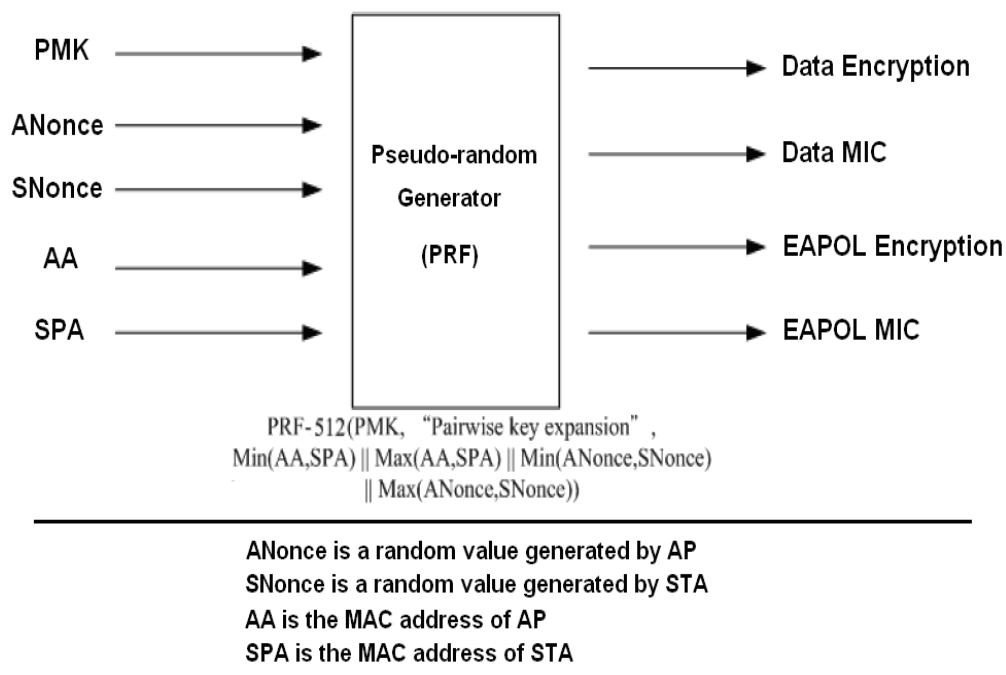 PMK
ANonce
SNonce
AA
SPA
Pseudo-random
Generator
(PRF)
Data Encryption
Data MIC
EAPOL Encryption
EAPOL MIC
PRF-512(PMK, “Pairwise key expansion”,
Min(AA,SPA) || Max(AA,SPA) || Min(ANonce,SNonce)
|| Max(ANonce,SNonce))
ANonce is a random value generated by AP
SNonce is a random value generated by STA
AA is the MAC address of AP
SPA is the MAC address of STA